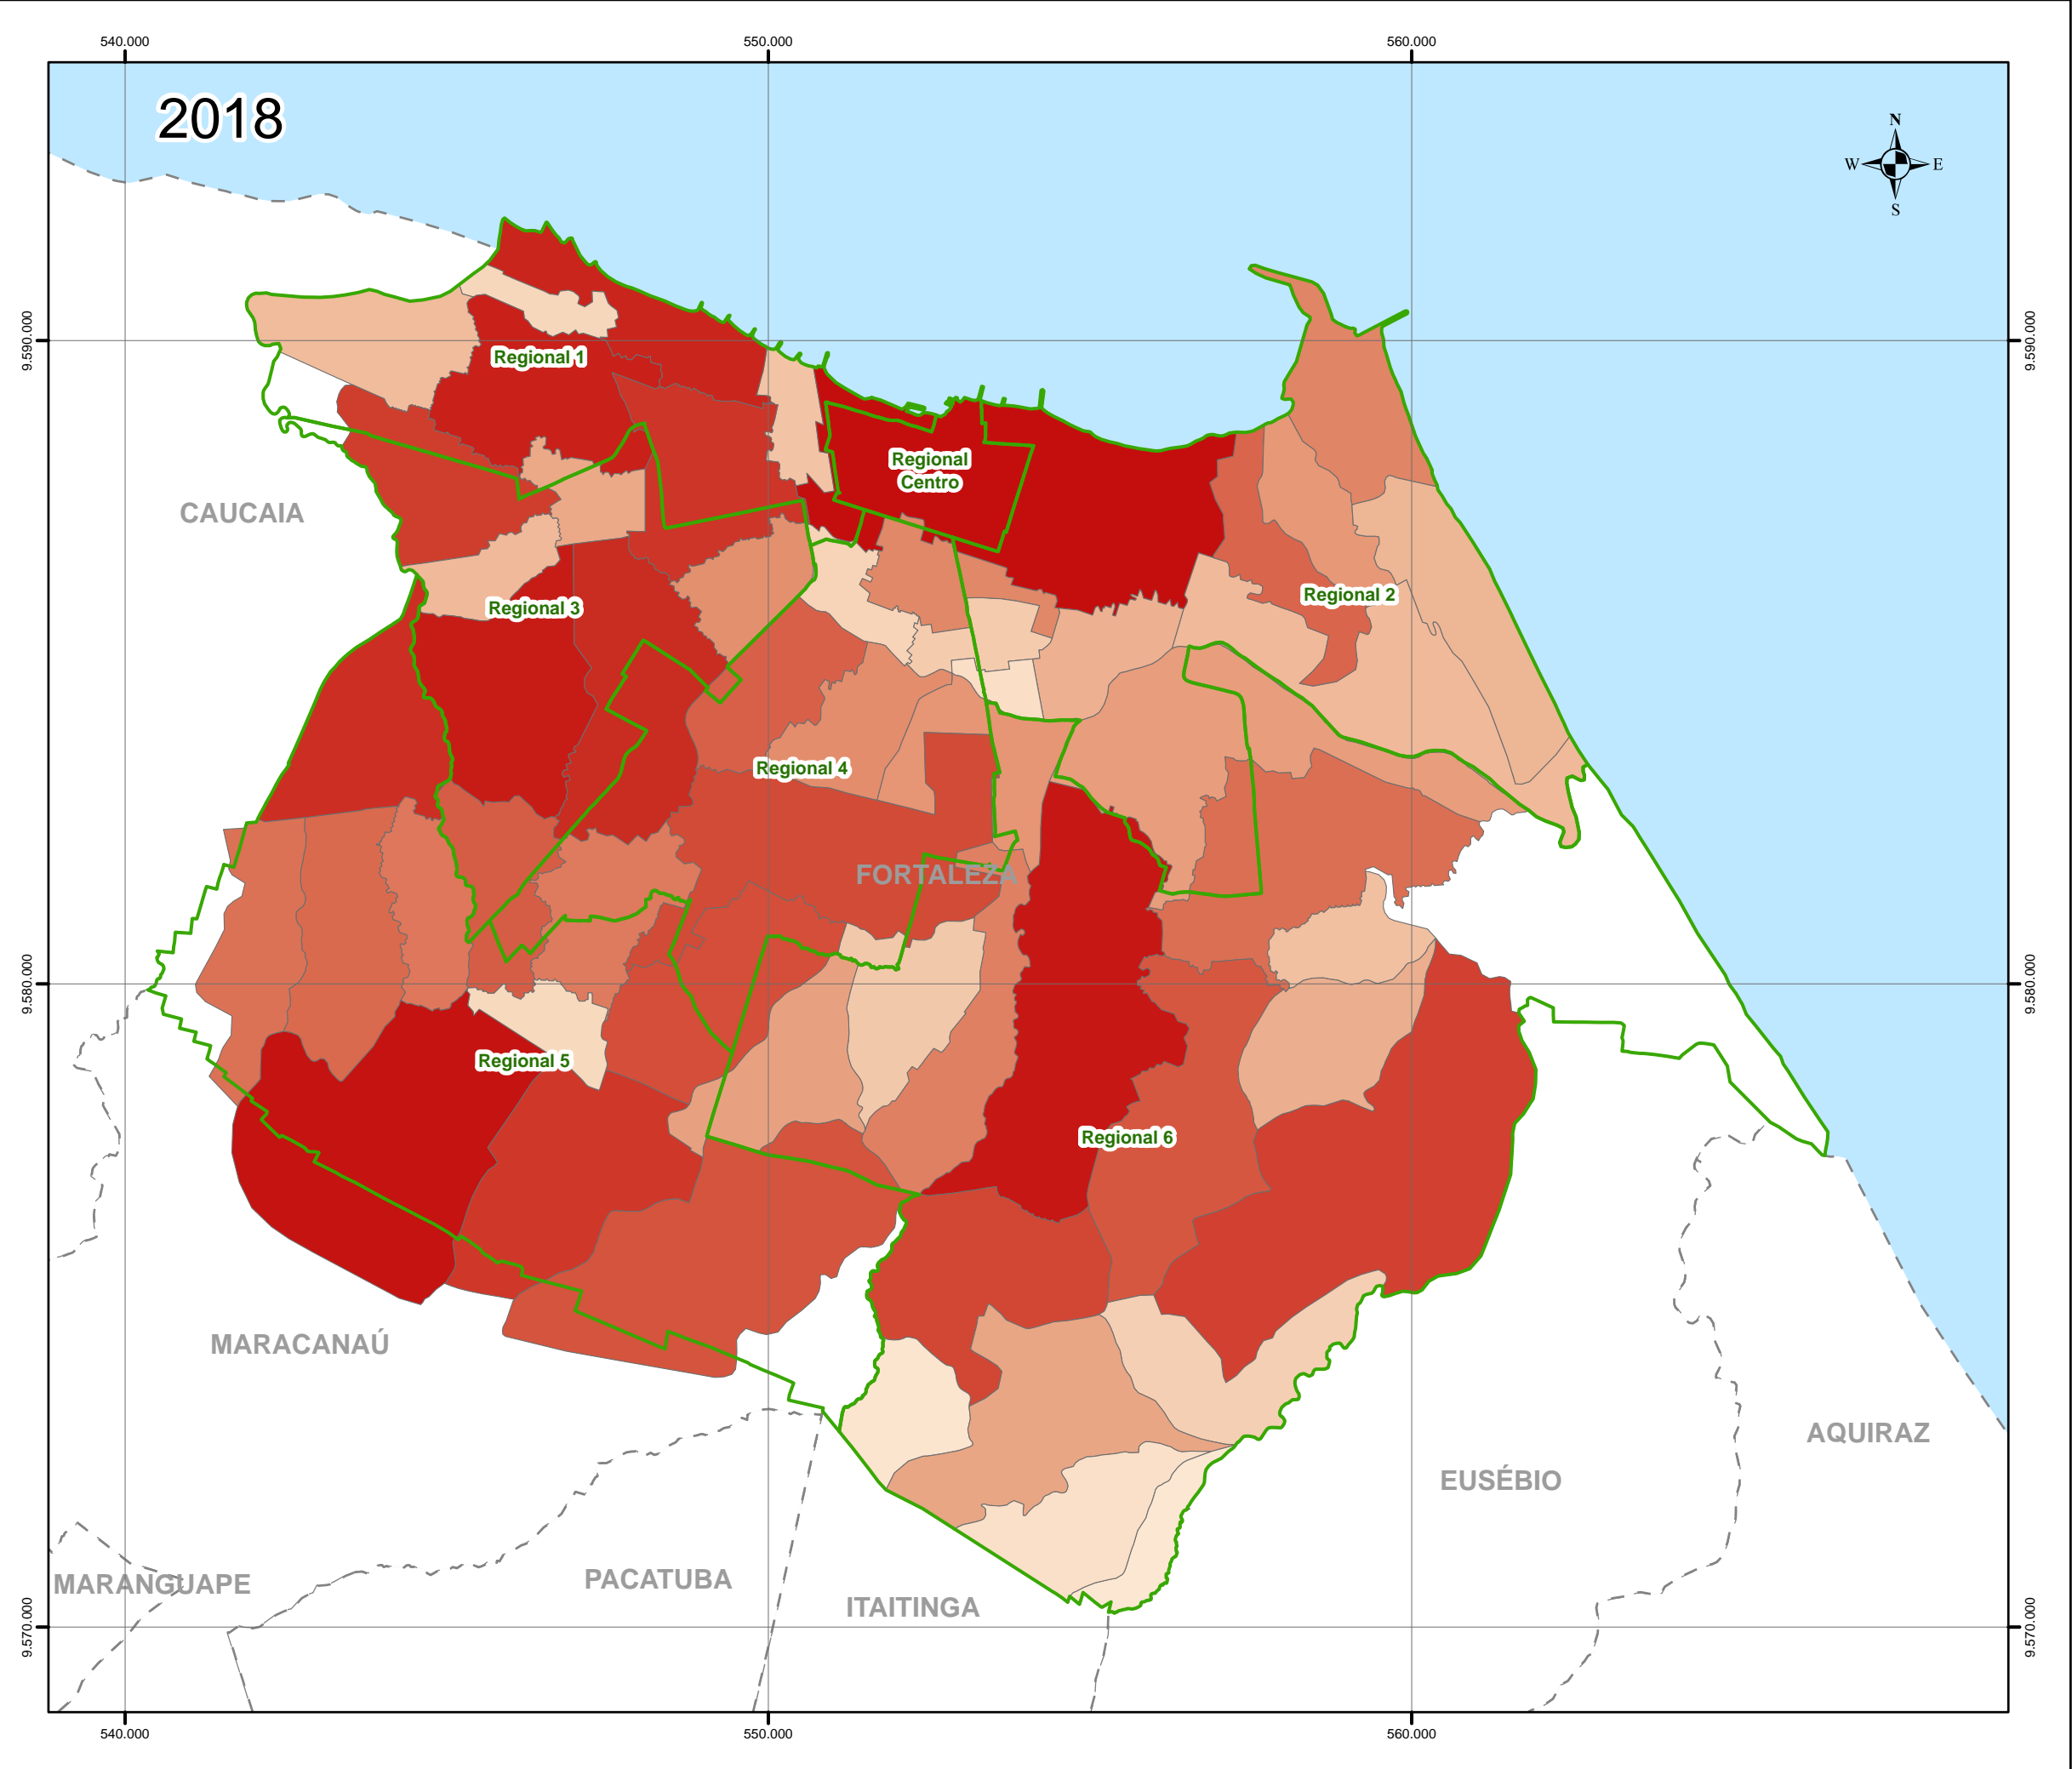 540.000
550.000
560.000
2018
N
W
E
S
9.590.000
9.590.000
Regional 1
Regional
Centro
CAUCAIA
Regional 3
Regional 2
Regional 4
FORTALEZA
9.580.000
9.580.000
Regional 5
Regional 6
MARACANAÚ
AQUIRAZ
EUSÉBIO
MARANGUAPE
PACATUBA
ITAITINGA
9.570.000
9.570.000
540.000
550.000
560.000